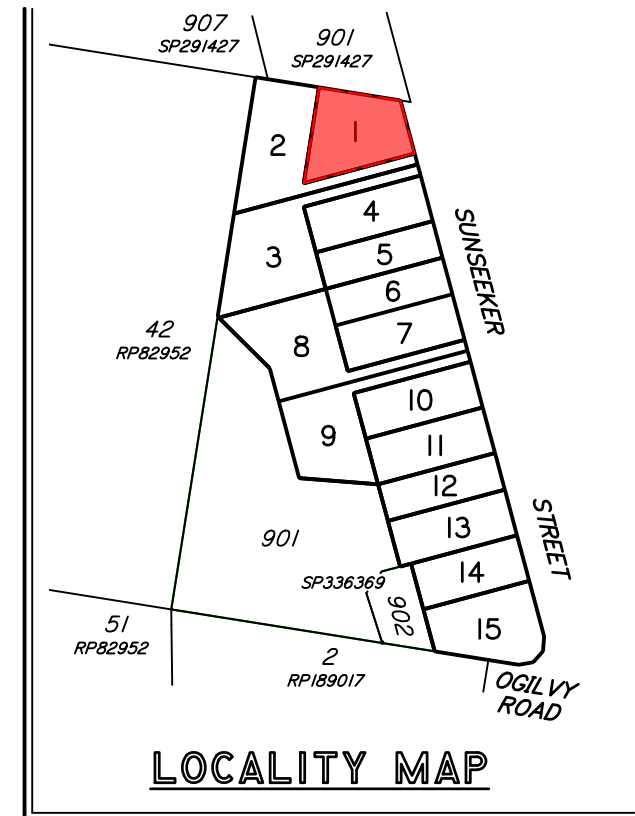 907
SP291427
901
SP291427
1
2
4
3
5
SUNSEEKER
6
42
RP82952
7
8
10
9
11
12
901
13
STREET
SP336369
14
902
51
RP82952
15
2
RP189017
OGILVY
ROAD
LOCALITY MAP